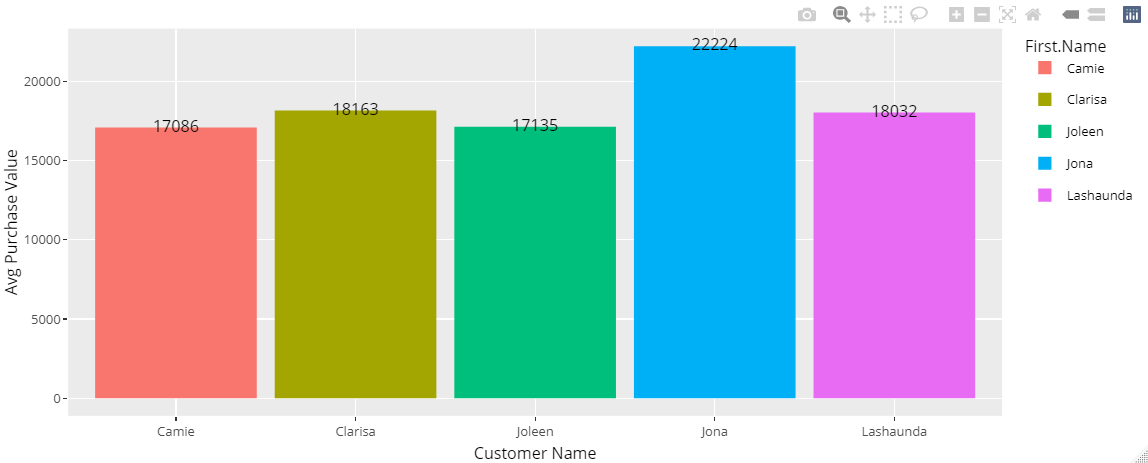 First.Name
Camie
Clarisa
Joleen
Jona
Lashaunda
Avg Purchase Value
20000
15000
10000
5000
0
17086
18163
17135
22224
18032
Camie
Clarisa
Joleen
Jona
Lashaunda
Customer Name